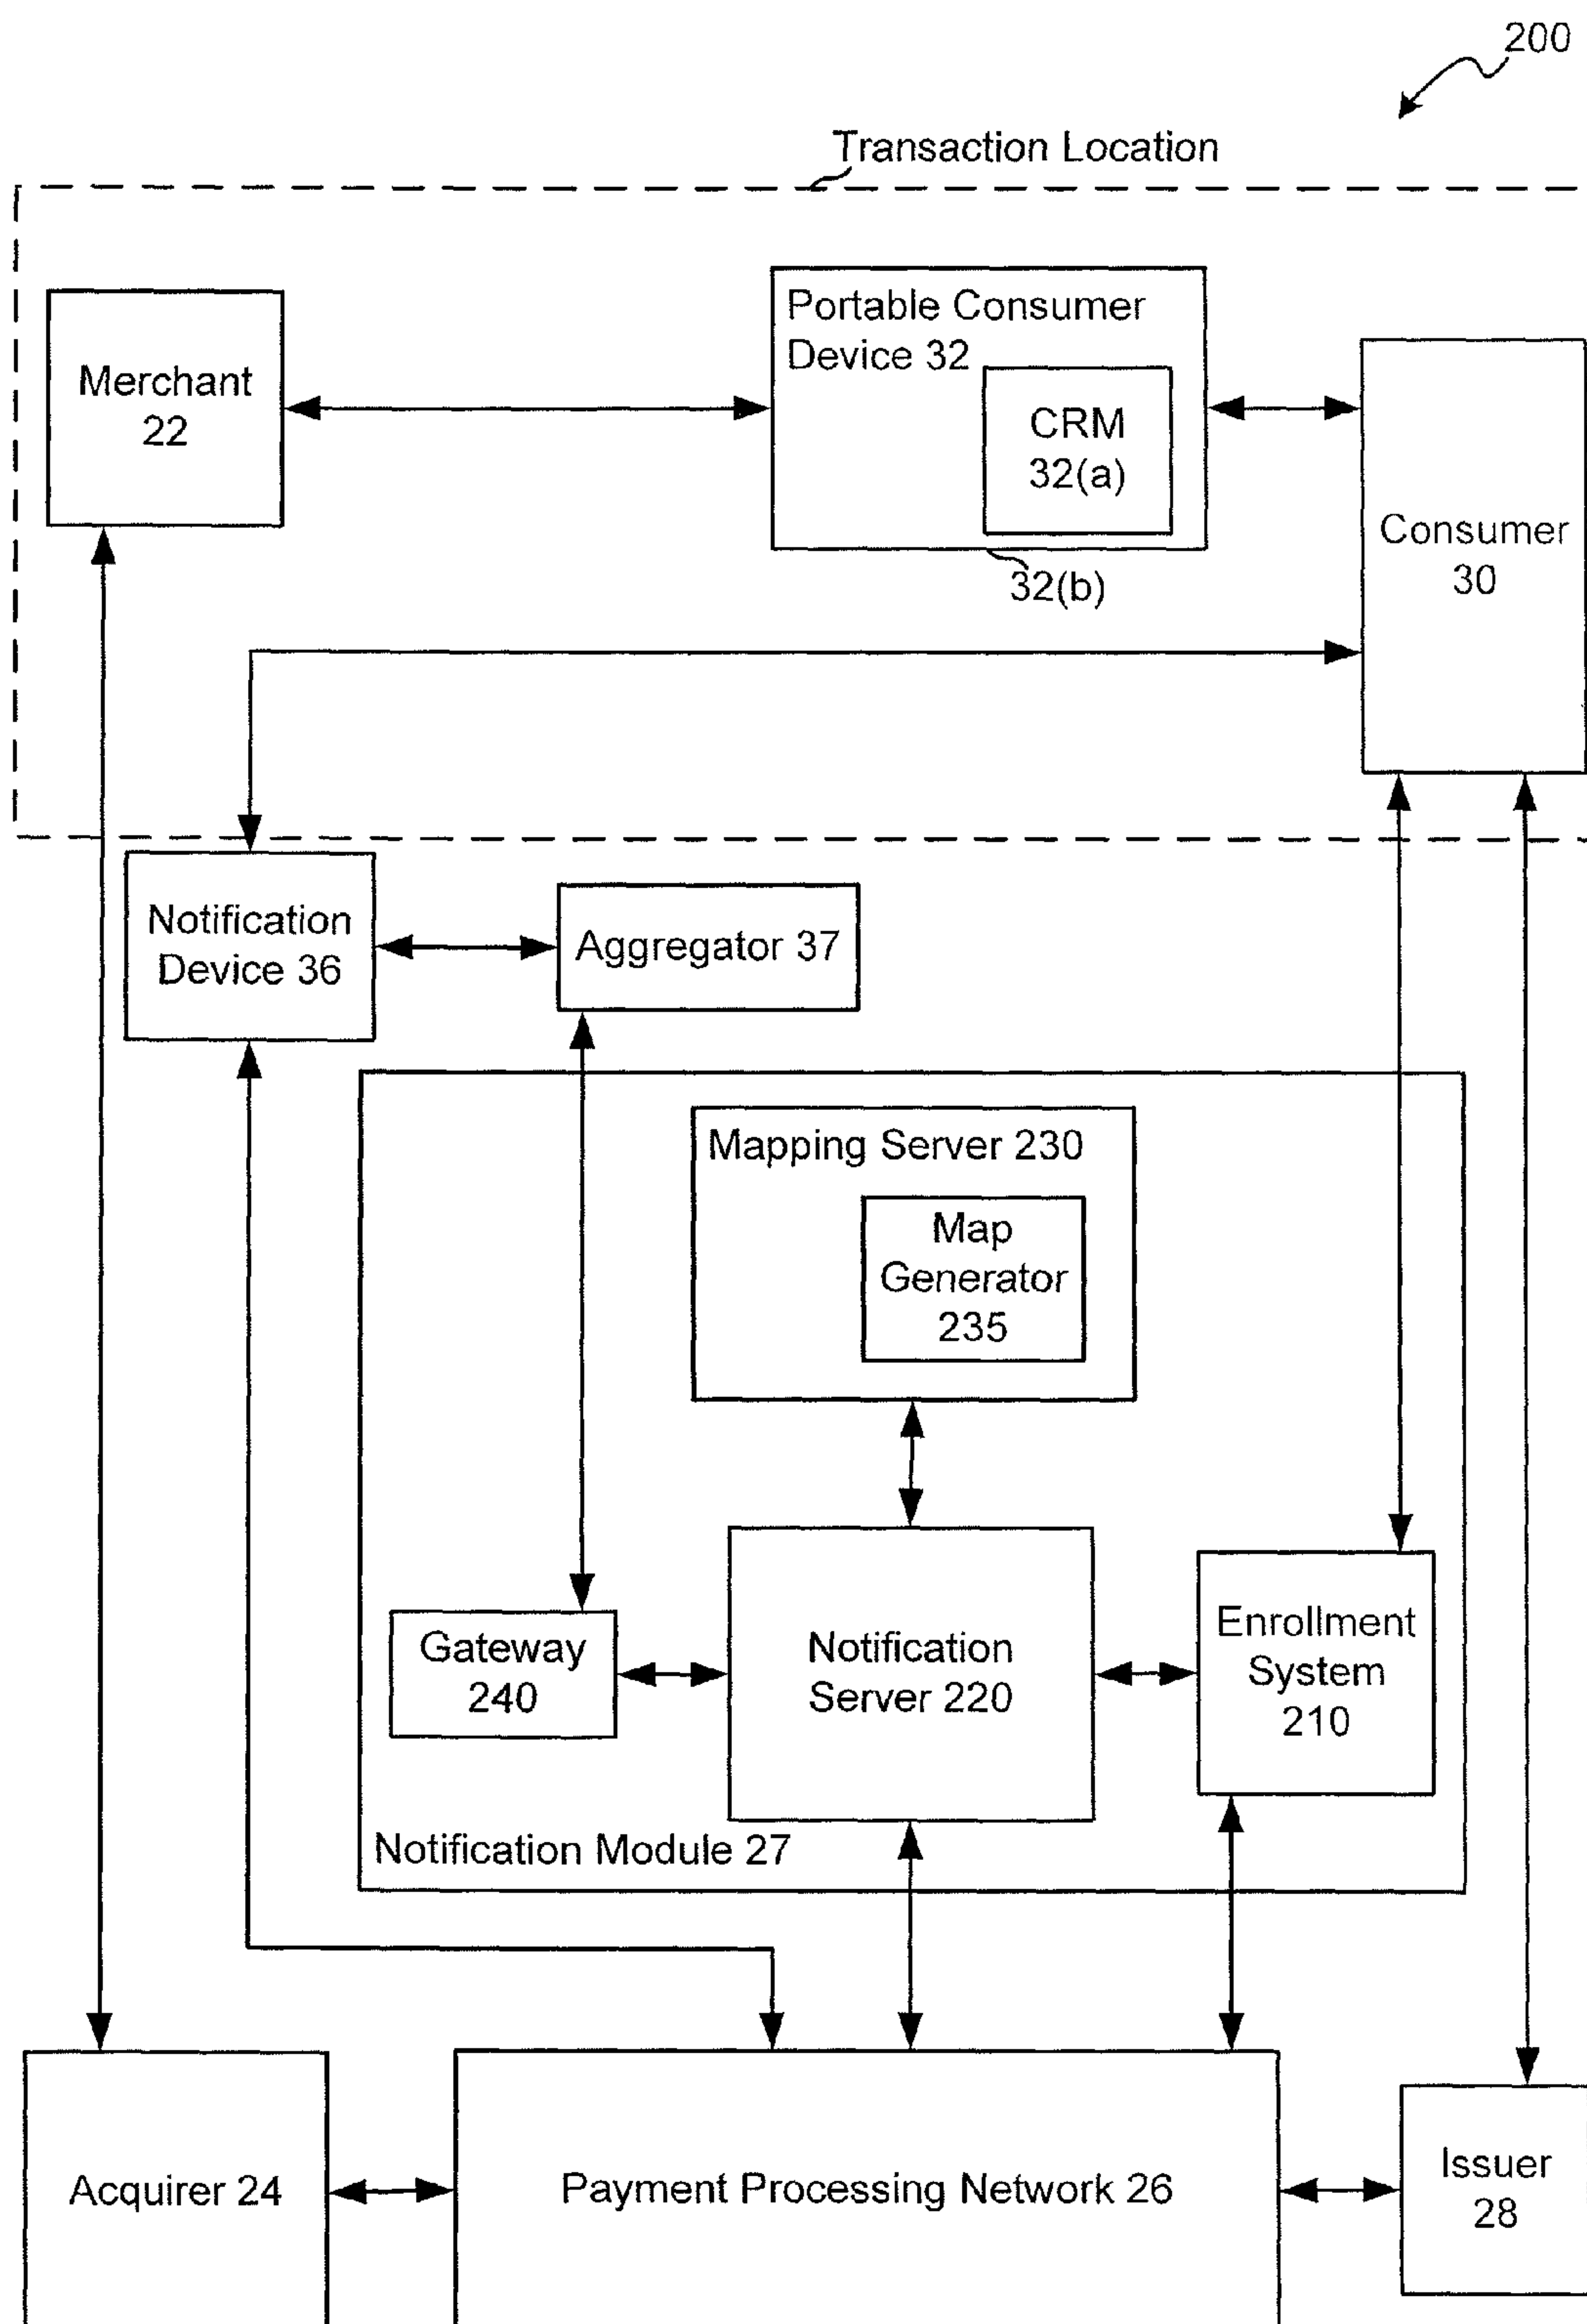 200
Transaction Location
Portable Consumer
Device 32
Merchant
22
CRM
32(a)
32(b)
Consumer
30
Notification
Device 36
Aggregator 37
Mapping Server 230
Map
Generator
235
Gateway
240
Notification
Server 220
Enrollment
System
210
Notification Module 27
Acquirer 24
Payment Processing Network 26
Issuer
28